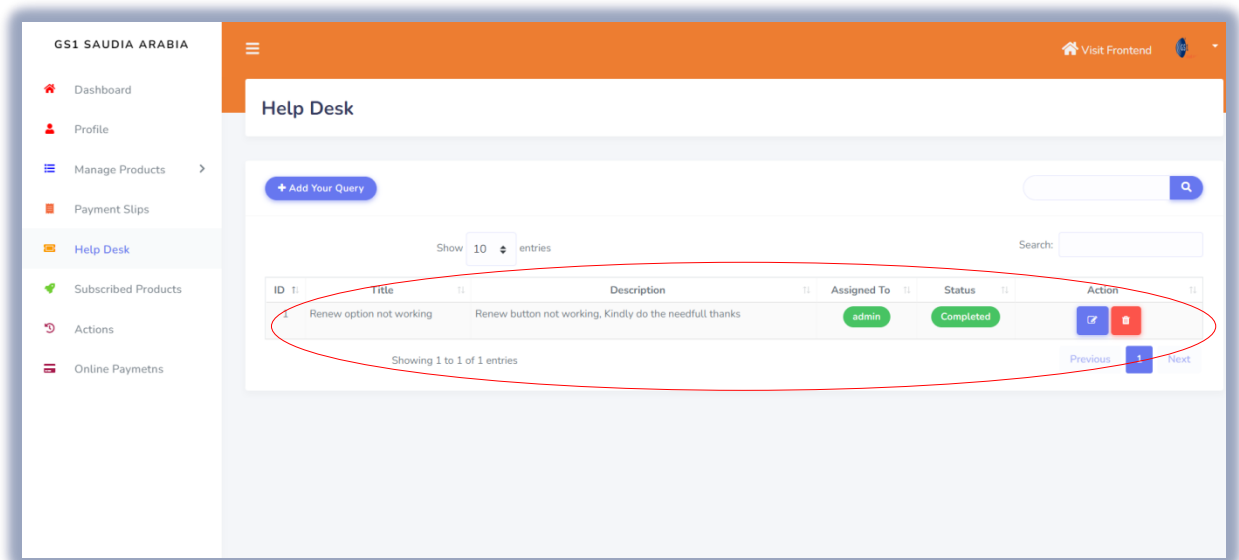 GS1 SAUDIA ARABIA
Visit Frontend
Dashboard
Profile
Manage Products
Payment Slips
Help Desk
Subscribed Products
Actions
Online Paymetns
Help Desk
+ Add Your Query
Show 10 entries
Search:
ID Title Description Assigned To Status Action
1 Renew option not working Renew button not working, Kindly do the needfull thanks admin Completed
Showing 1 to 1 of 1 entries
Previous 1 Next